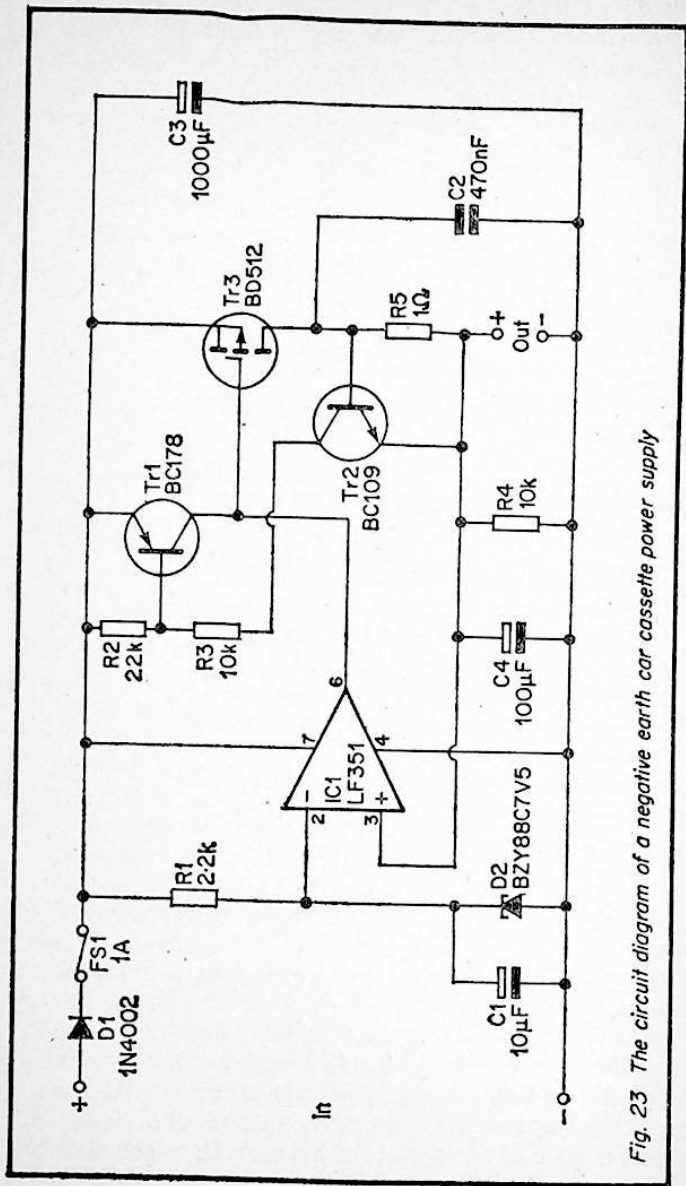 +
D1
1N4002
FS1
1A
In
−
R1
2·2k
C1
10µF
D2
BZY88C7V5
2
3
−
+
IC1
LF351
7
4
6
R2
22k
R3
10k
Tr1
BC178
Tr2
BC109
Tr3
BD512
C4
100µF
R4
10k
R5
1Ω
+
Out
−
C2
470nF
C3
1000µF
Fig. 23 The circuit diagram of a negative earth car cassette power supply